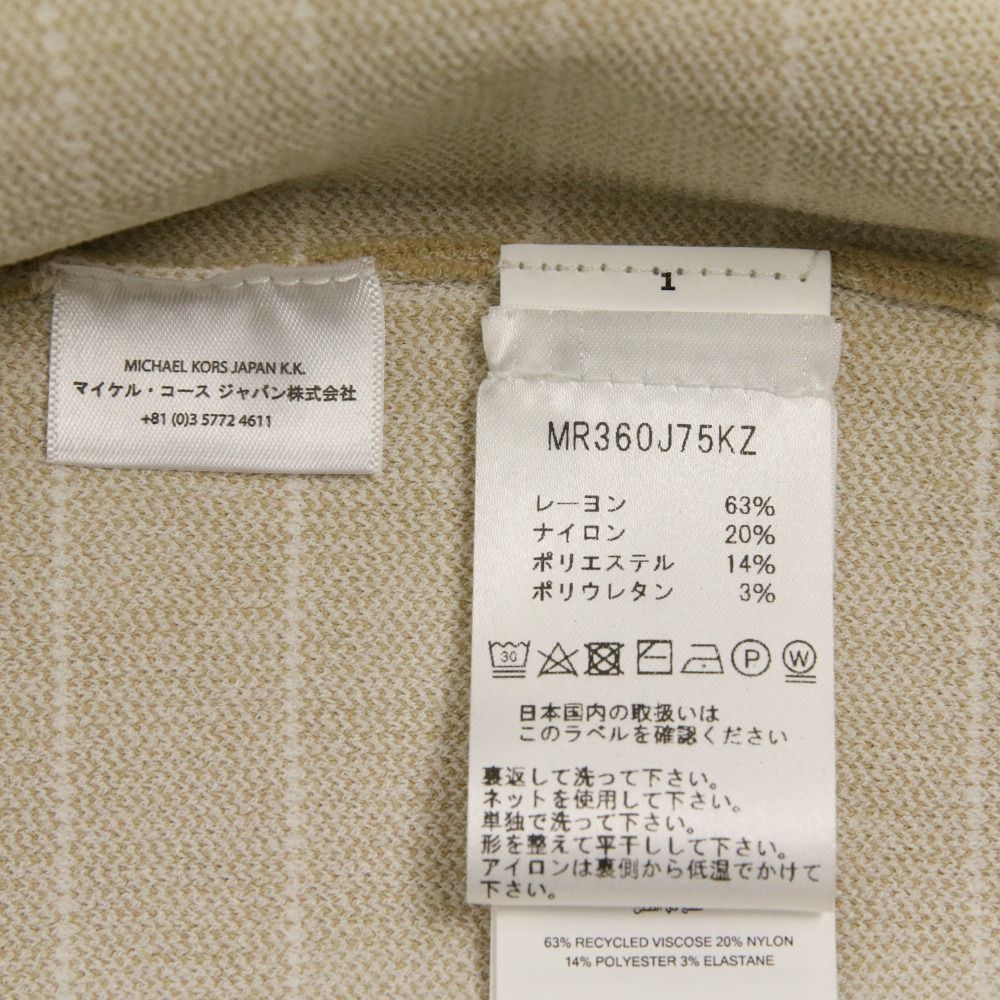 MICHAEL KORS JAPAN K.K.
マイケル・コース ジャパン株式会社
+81 (0)3 5772 4611
1
MR360J75KZ
レーヨン 63%
ナイロン 20%
ポリエステル 14%
ポリウレタン 3%
30
P
W
日本国内の取扱いは
このラベルを確認ください
裏返して洗って下さい。
ネットを使用して下さい。
単独で洗って下さい。
形を整えて平干しして下さい。
アイロンは裏側から低温でかけて
下さい。
63% RECYCLED VISCOSE 20% NYLON
14% POLYESTER 3% ELASTANE